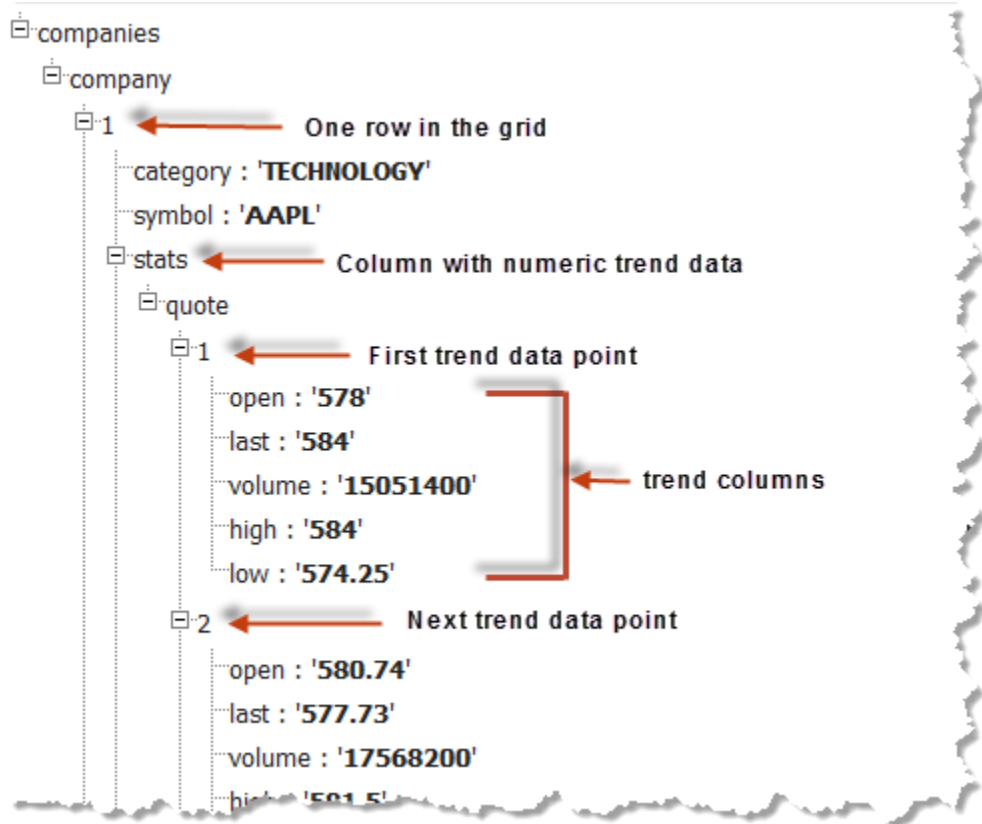 companies
company
1 One row in the grid
category : 'TECHNOLOGY'
symbol : 'AAPL'
stats Column with numeric trend data
quote
1 First trend data point
open : '578'
last : '584'
volume : '15051400'
trend columns
high : '584'
low : '574.25'
2 Next trend data point
open : '580.74'
last : '577.73'
volume : '17568200'